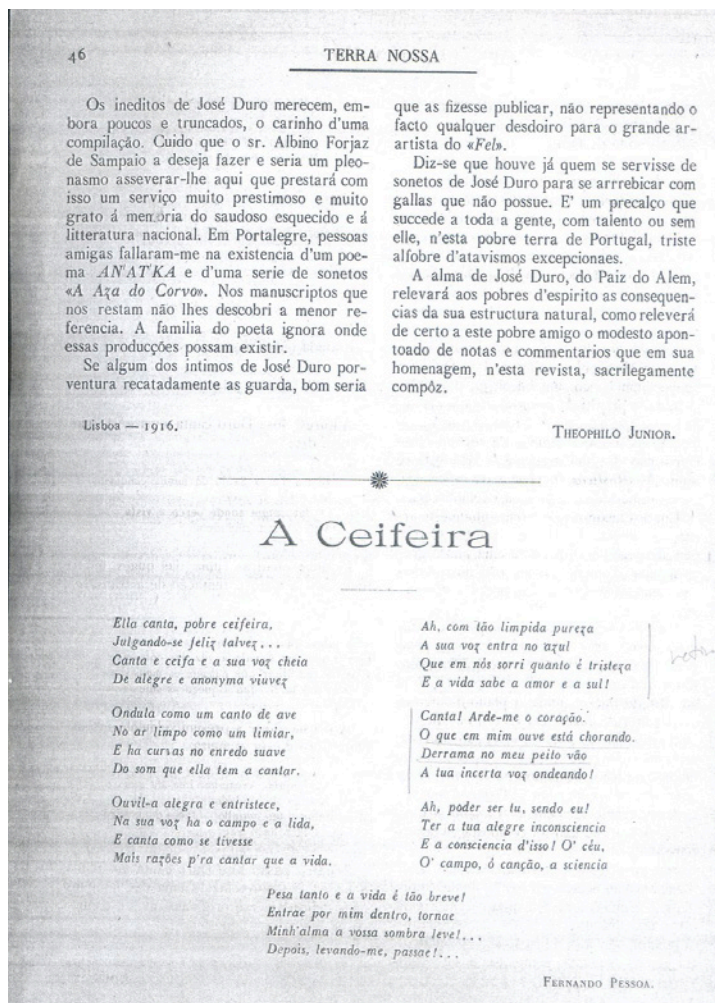 46
TERRA NOSSA
Os ineditos de José Duro merecem, em-
bora poucos e truncados, o carinho d'uma
compilação. Cuido que o sr. Albino Forjaz
de Sampaio a deseja fazer e seria um pleo-
nasmo asseverar-lhe aqui que prestará com
isso um serviço muito prestimoso e muito
grato á memoria do saudoso esquecido e á
litteratura nacional. Em Portalegre, pessoas
amigas fallaram-me na existencia d'um poe-
ma ANATKA e d'uma serie de sonetos
«A Aza do Corvo». Nos manuscriptos que
nos restam não lhes descobri a menor re-
ferencia. A familia do poeta ignora onde
essas producções possam existir.
Se algum dos intimos de José Duro por-
ventura recatadamente as guarda, bom seria
que as fizesse publicar, não representando o
facto qualquer desdoiro para o grande ar-
artista do «Fel».
Diz-se que houve já quem se servisse de
sonetos de José Duro para se arrrebicar com
gallas que não possue. E' um precalço que
succede a toda a gente, com talento ou sem
elle, n'esta pobre terra de Portugal, triste
alfobre d'atavismos excepcionaes.
A alma de José Duro, do Paiz do Alem,
relevará aos pobres d'espirito as consequen-
cias da sua estructura natural, como releverá
de certo a este pobre amigo o modesto apon-
toado de notas e commentarios que em sua
homenagem, n'esta revista, sacrilegamente
compôz.
Lisboa — 1916.
THEOPHILO JUNIOR.
A Ceifeira
Ella canta, pobre ceifeira,
Julgando-se feliz talvez...
Canta e ceifa e a sua voz cheia
De alegre e anonyma viuvez
Ondula como um canto de ave
No ar limpo como um limiar,
E ha curvas no enredo suave
Do som que ella tem a cantar.
Ouvil-a alegra e entristece,
Na sua voz ha o campo e a lida,
E canta como se tivesse
Mais razões p'ra cantar que a vida.
Ah, com tão limpida pureza
A sua voz entra no azul
Que em nós sorri quanto é tristeza
E a vida sabe a amor e a sul!
Canta! Arde-me o coração.
O que em mim ouve está chorando.
Derrama no meu peito vão
A tua incerta voz ondeando!
Ah, poder ser tu, sendo eu!
Ter a tua alegre inconsciencia
E a consciencia d'isso! O' céu,
O' campo, ó canção, a sciencia
Pesa tanto e a vida é tão breve!
Entrae por mim dentro, tornae
Minh'alma a vossa sombra leve!...
Depois, levando-me, passae!...
FERNANDO PESSOA.